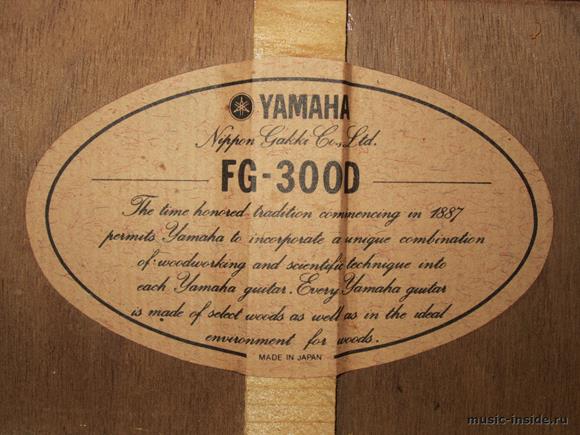 YAMAHA
Nippon Gakki Co., Ltd.
FG-300D
The time honored tradition commencing in 1887
permits Yamaha to incorporate a unique combination
of woodworking and scientific technique into
each Yamaha guitar. Every Yamaha guitar
is made of select woods as well as in the ideal
environment for woods.
MADE IN JAPAN
music-inside.ru